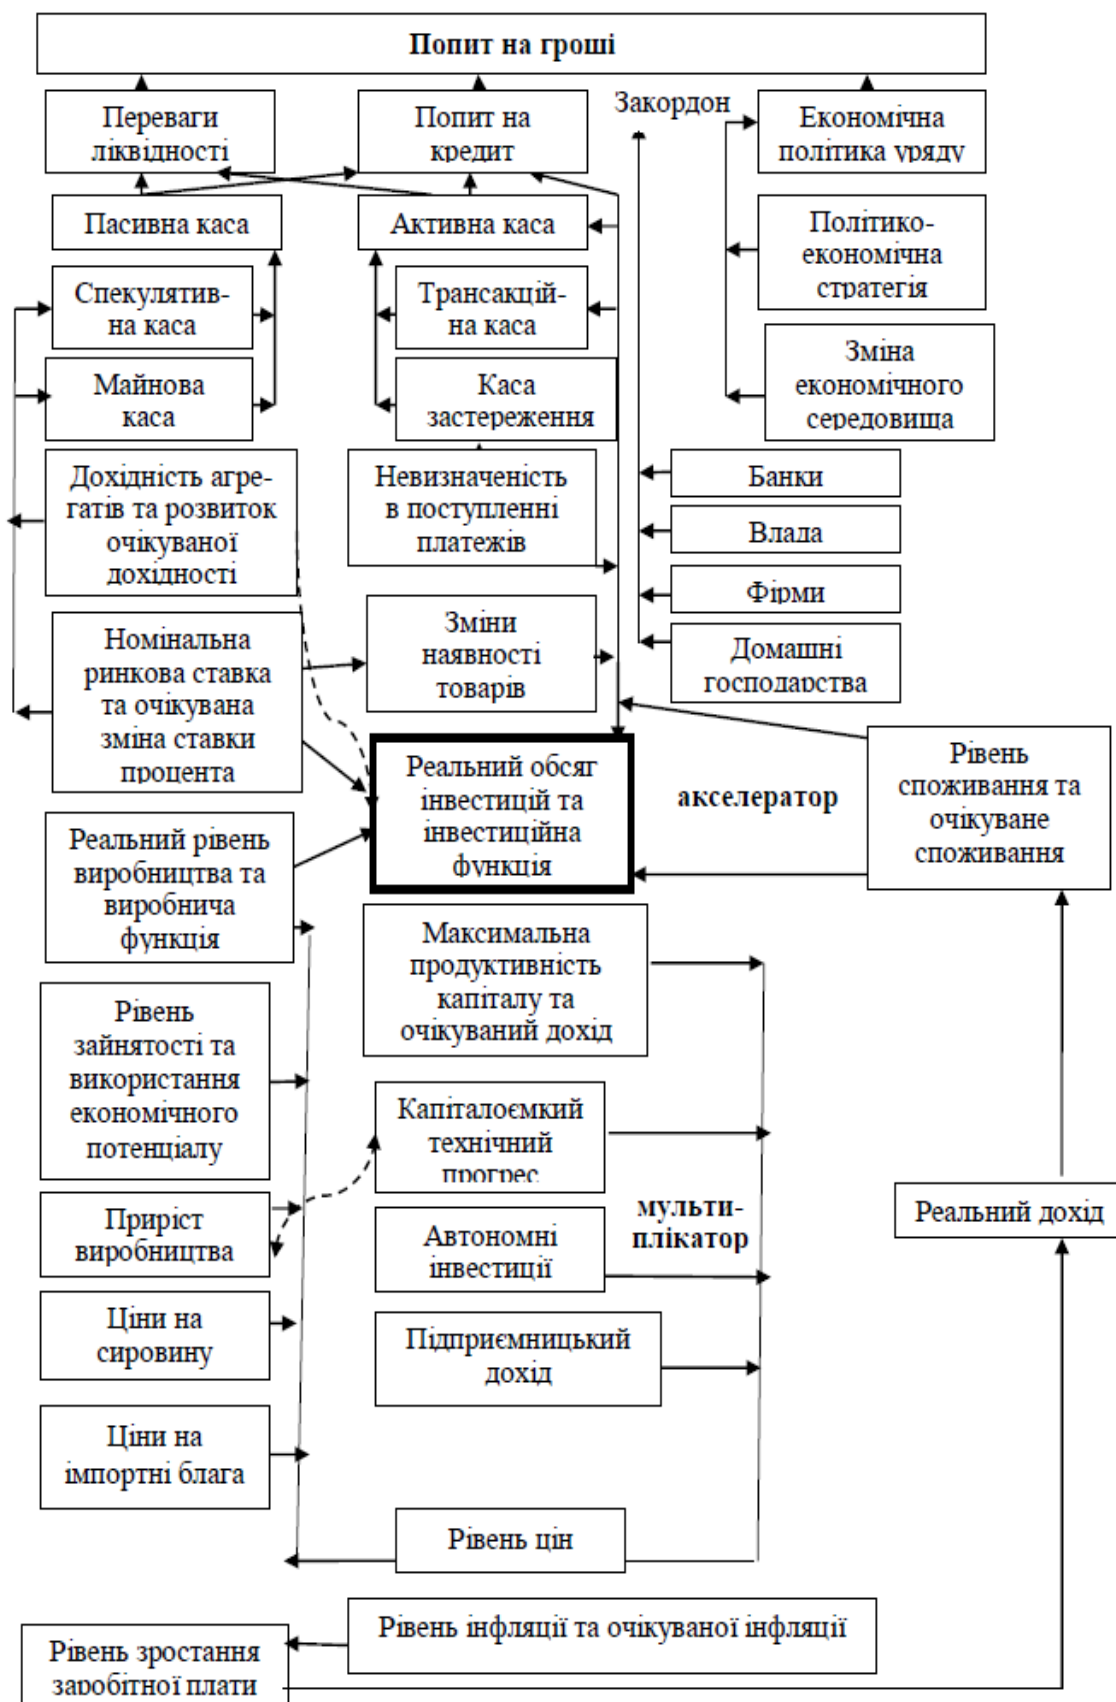 Попит на гроші
Переваги
ліквідності
Попит на
кредит
Закордон
Економічна
політика уряду
Пасивна каса
Активна каса
Політико-
економічна
стратегія
Спекулятив-
на каса
Трансакцій-
на каса
Зміна
економічного
середовища
Майнова
каса
Каса
застереження
Дохідність агре-
гатів та розвиток
очікуваної
дохідності
Невизначеність
в поступленні
платежів
Банки
Влада
Фірми
Домашні
господарства
Номінальна
ринкова ставка
та очікувана
зміна ставки
процента
Зміни
наявності
товарів
Реальний обсяг
інвестицій та
інвестиційна
функція
акселератор
Рівень
споживання та
очікуване
споживання
Реальний рівень
виробництва та
виробнича
функція
Максимальна
продуктивність
капіталу та
очікуваний дохід
Рівень
зайнятості та
використання
економічного
потенціалу
Капіталоємкий
технічний
прогрес
Приріст
виробництва
Автономні
інвестиції
мульти-
плікатор
Реальний дохід
Ціни на
сировину
Підприємницький
дохід
Ціни на
імпортні блага
Рівень цін
Рівень інфляції та очікуваної інфляції
Рівень зростання
заробітної плати